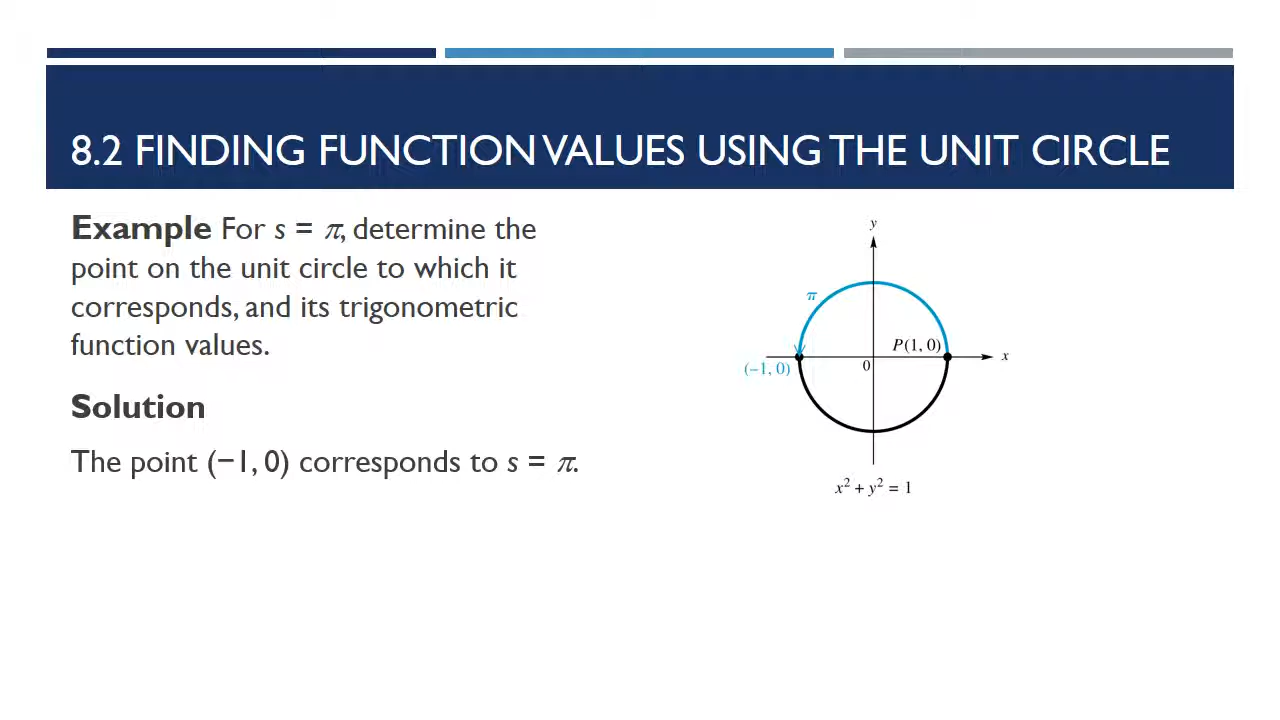 8.2 FINDING FUNCTION VALUES USING THE UNIT CIRCLE
Example For s = π, determine the
point on the unit circle to which it
corresponds, and its trigonometric
function values.
Solution
The point (−1, 0) corresponds to s = π.
y
π
P(1, 0)
x
(−1, 0)
0
x² + y² = 1